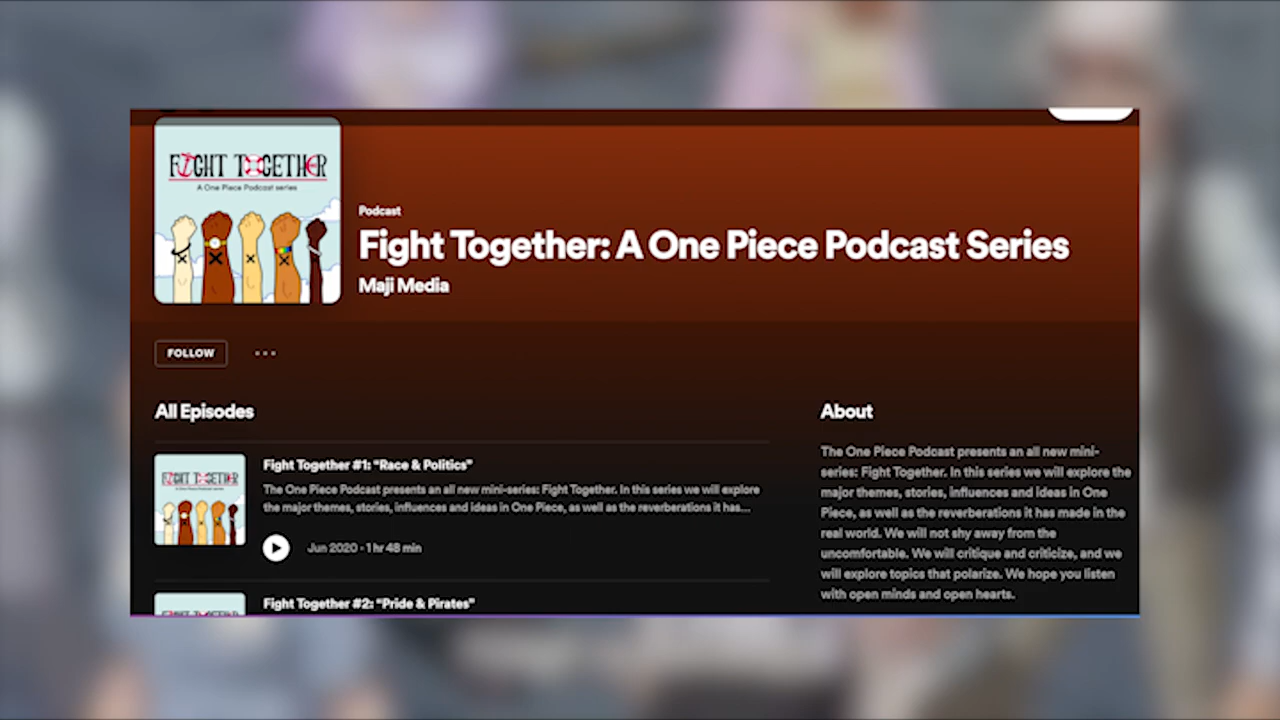 FIGHT TOGETHER
A One Piece Podcast series
Podcast
Fight Together: A One Piece Podcast Series
Maji Media
FOLLOW
All Episodes
FIGHT TOGETHER
Fight Together #1: “Race & Politics”
The One Piece Podcast presents an all new mini-series: Fight Together. In this series we will explore
the major themes, stories, influences and ideas in One Piece, as well as the reverberations it has...
Jun 2020 · 1 hr 48 min
Fight Together #2: “Pride & Pirates”
About
The One Piece Podcast presents an all new mini-
series: Fight Together. In this series we will explore the
major themes, stories, influences and ideas in One
Piece, as well as the reverberations it has made in the
real world. We will not shy away from the
uncomfortable. We will critique and criticize, and we
will explore topics that polarize. We hope you listen
with open minds and open hearts.